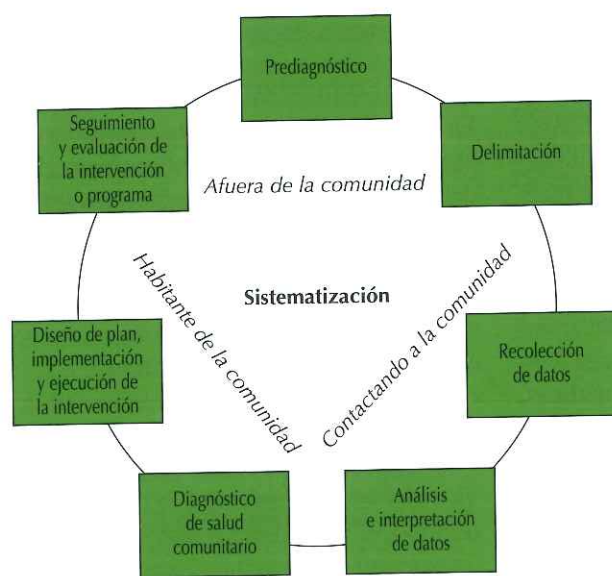 Prediagnóstico
Delimitación
Recolección
de datos
Análisis
e interpretación
de datos
Diagnóstico
de salud
comunitario
Diseño de plan,
implementación
y ejecución de
la intervención
Seguimiento
y evaluación de
la intervención
o programa
Afuera de la comunidad
Contactando a la comunidad
Habitante de la comunidad
Sistematización